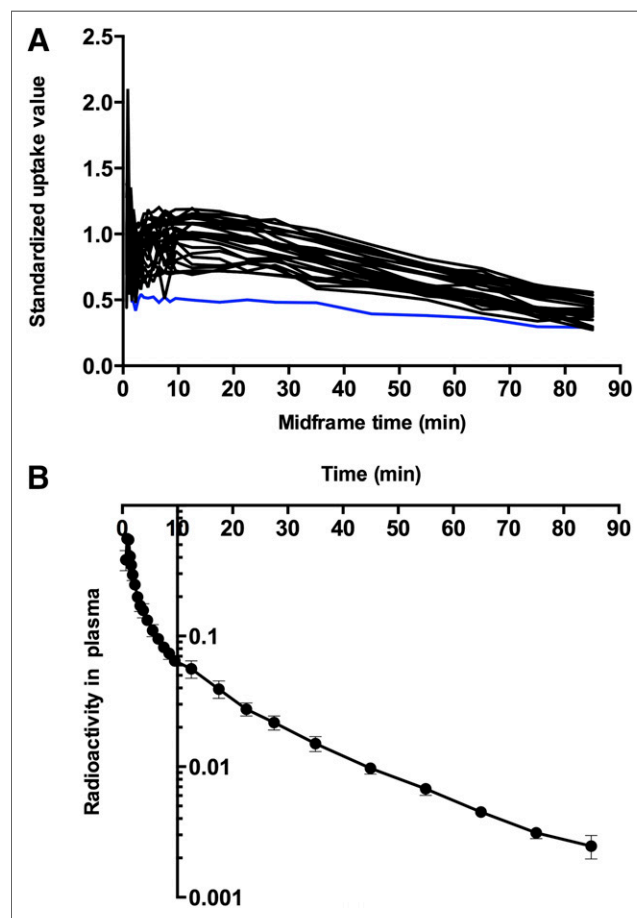 A
Standardized uptake value
2.5
2.0
1.5
1.0
0.5
0.0
0 10 20 30 40 50 60 70 80 90
Midframe time (min)
B
Time (min)
0 10 20 30 40 50 60 70 80 90
Radioactivity in plasma
0.1
0.01
0.001